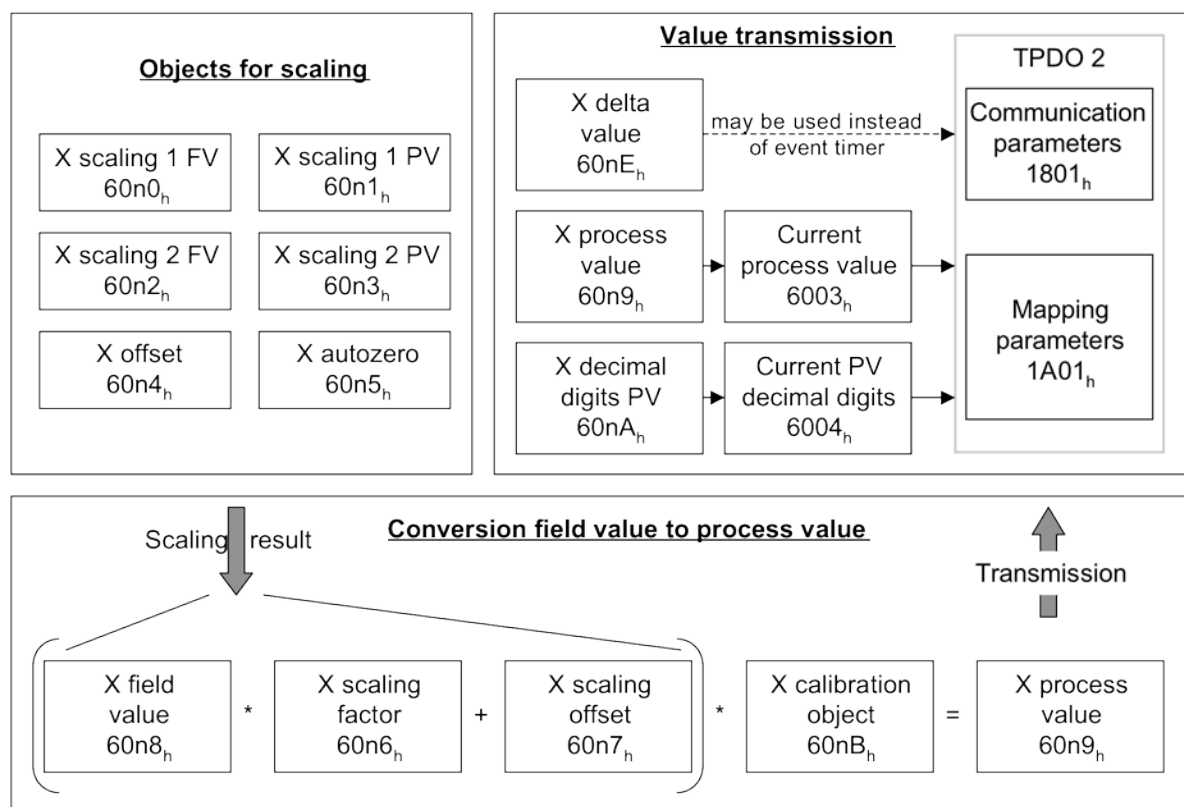 Objects for scaling
X scaling 1 FV
60n0h
X scaling 1 PV
60n1h
X scaling 2 FV
60n2h
X scaling 2 PV
60n3h
X offset
60n4h
X autozero
60n5h
Value transmission
X delta
value
60nEh
may be used instead
of event timer
TPDO 2
Communication
parameters
1801h
X process
value
60n9h
Current
process value
6003h
Mapping
parameters
1A01h
X decimal
digits PV
60nAh
Current PV
decimal digits
6004h
Conversion field value to process value
Scaling result
Transmission
X field
value
60n8h
*
X scaling
factor
60n6h
+
X scaling
offset
60n7h
*
X calibration
object
60nBh
=
X process
value
60n9h